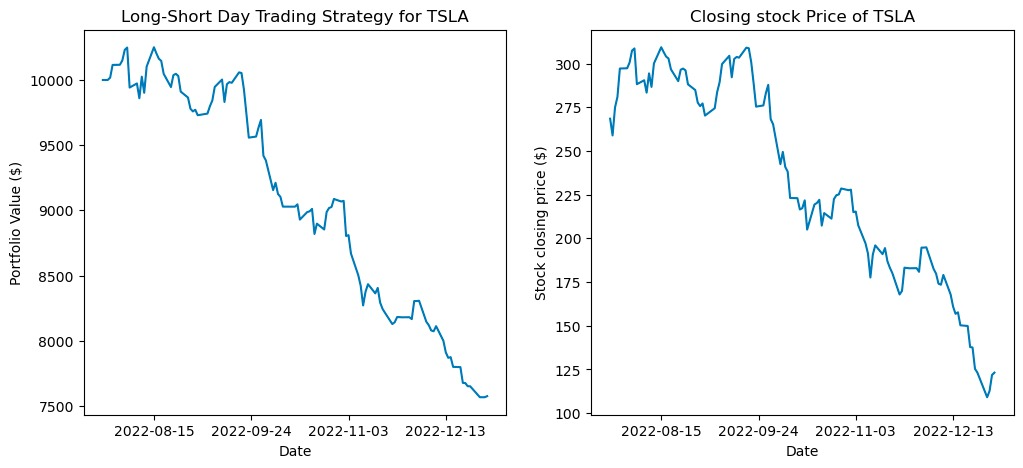 Long-Short Day Trading Strategy for TSLA
Portfolio Value ($)
10000
9500
9000
8500
8000
7500
2022-08-15 2022-09-24 2022-11-03 2022-12-13
Date
Closing stock Price of TSLA
Stock closing price ($)
300
275
250
225
200
175
150
125
100
2022-08-15 2022-09-24 2022-11-03 2022-12-13
Date